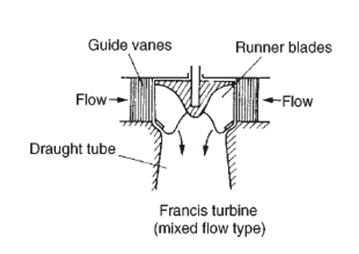 Guide vanes
Runner blades
Flow
Flow
Draught tube
Francis turbine
(mixed flow type)